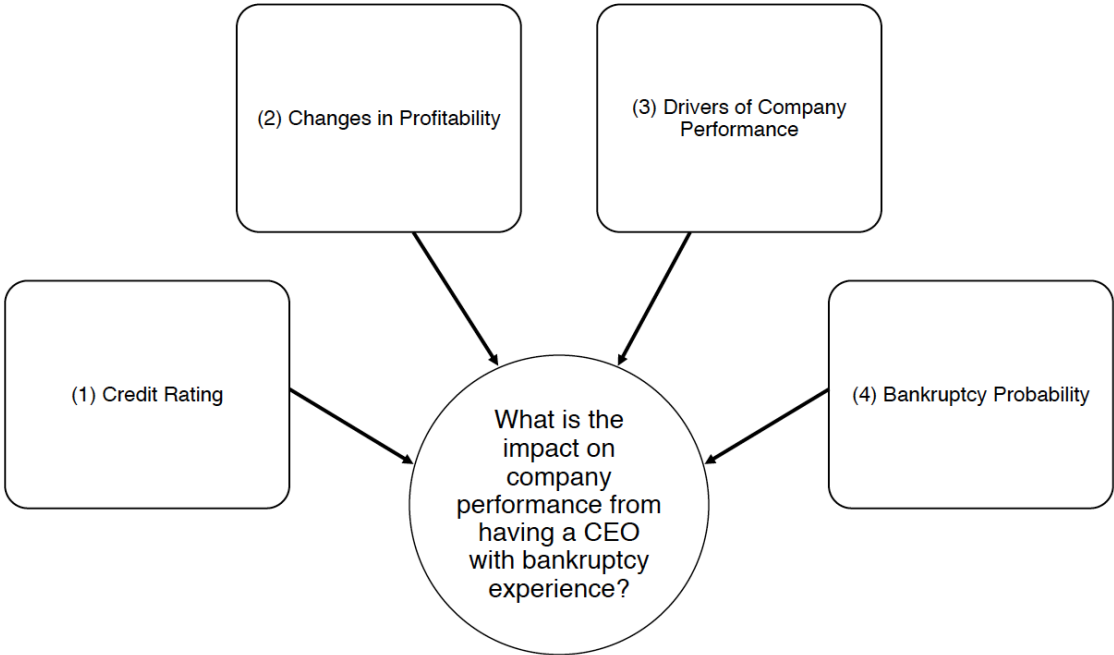 (2) Changes in Profitability
(3) Drivers of Company
Performance
(1) Credit Rating
(4) Bankruptcy Probability
What is the
impact on
company
performance from
having a CEO
with bankruptcy
experience?